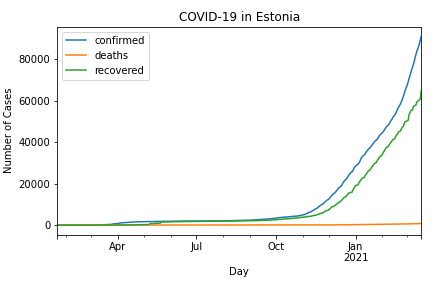 COVID-19 in Estonia
confirmed
deaths
recovered
Number of Cases
80000
60000
40000
20000
0
Apr
Jul
Oct
Jan
2021
Day